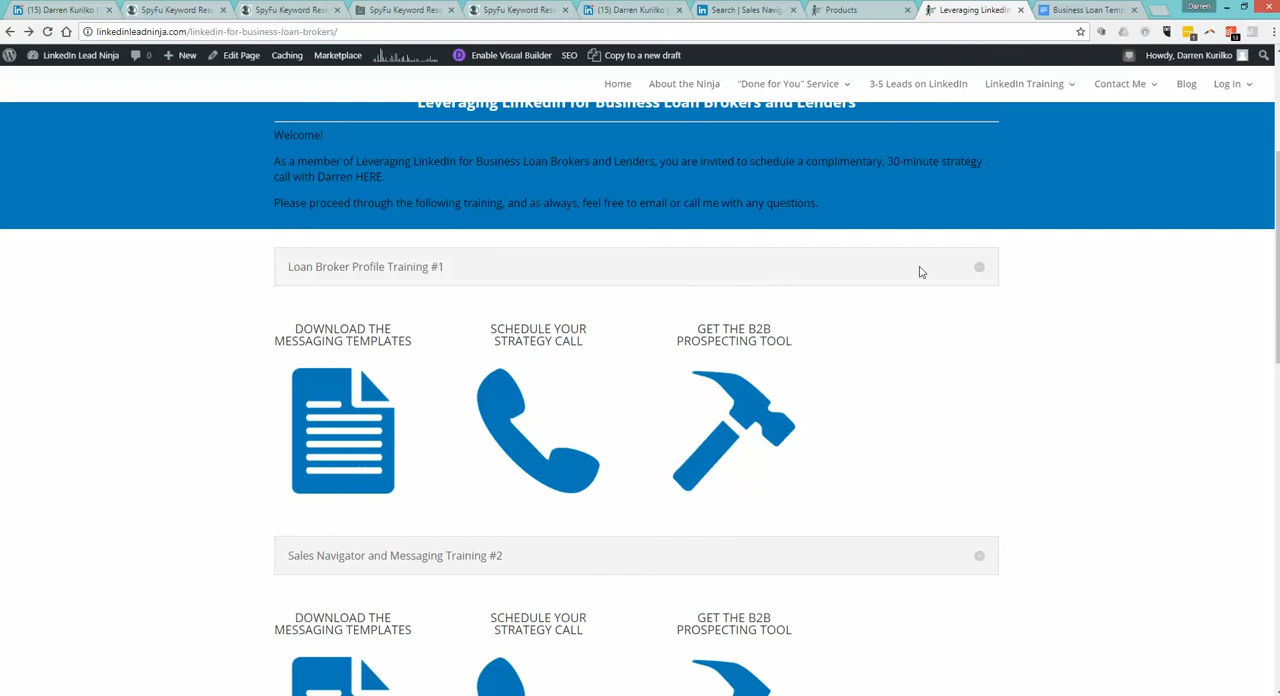 (15) Darren Kurilko |
SpyFu Keyword Rese
SpyFu Keyword Rese
SpyFu Keyword Rese
SpyFu Keyword Rese
(15) Darren Kurilko |
Search | Sales Navig
Products
Leveraging LinkedIn
Business Loan Temp
Darren
linkedinleadninja.com/linkedin-for-business-loan-brokers/
LinkedIn Lead Ninja
0
New
Edit Page
Caching
Marketplace
D
Enable Visual Builder
SEO
Copy to a new draft
Howdy, Darren Kurilko
Home
About the Ninja
"Done for You" Service
3-5 Leads on LinkedIn
LinkedIn Training
Contact Me
Blog
Log In
Leveraging LinkedIn for Business Loan Brokers and Lenders
Welcome!
As a member of Leveraging LinkedIn for Business Loan Brokers and Lenders, you are invited to schedule a complimentary, 30-minute strategy
call with Darren HERE.
Please proceed through the following training, and as always, feel free to email or call me with any questions.
Loan Broker Profile Training #1
DOWNLOAD THE
MESSAGING TEMPLATES
SCHEDULE YOUR
STRATEGY CALL
GET THE B2B
PROSPECTING TOOL
Sales Navigator and Messaging Training #2
DOWNLOAD THE
MESSAGING TEMPLATES
SCHEDULE YOUR
STRATEGY CALL
GET THE B2B
PROSPECTING TOOL